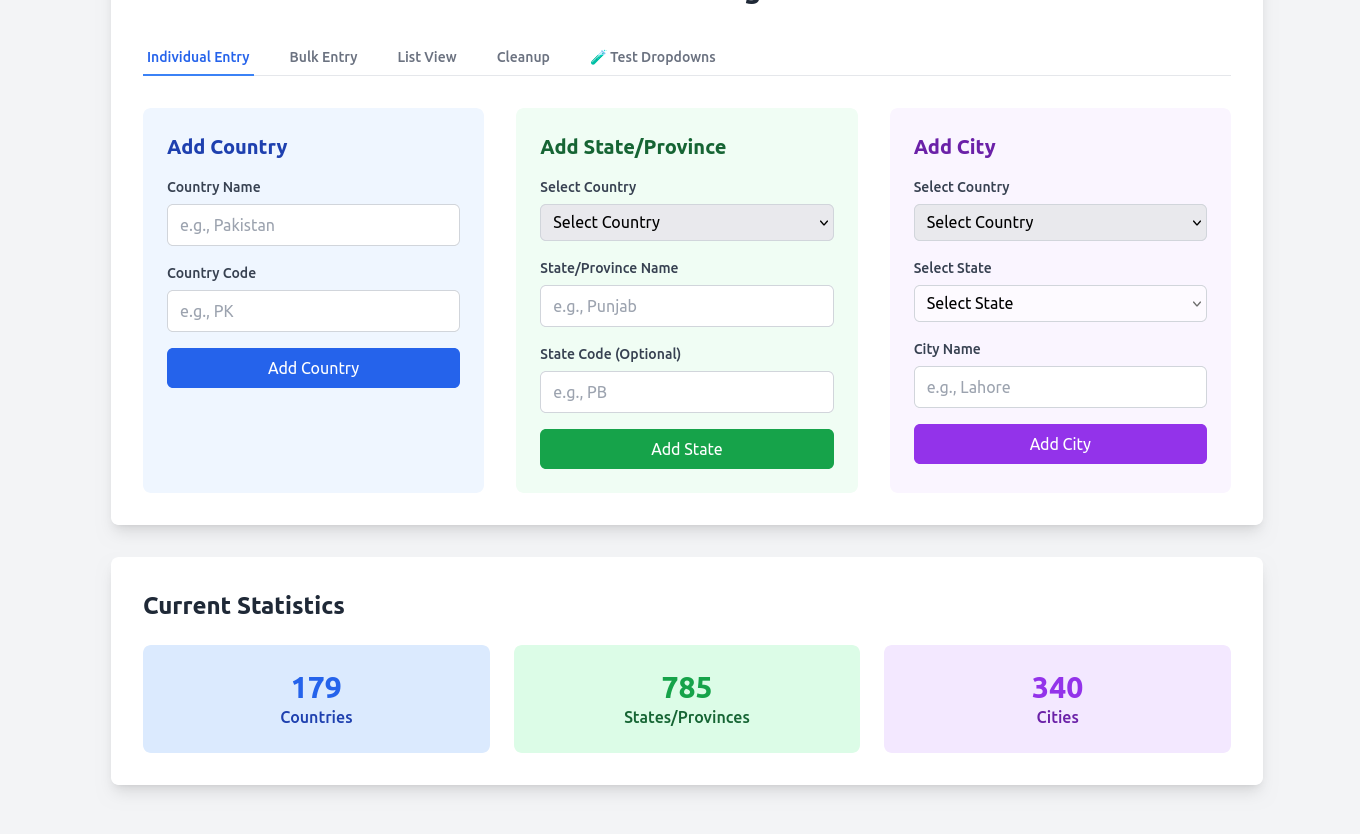 Individual Entry Bulk Entry List View Cleanup 🧪 Test Dropdowns
Add Country
Country Name
e.g., Pakistan
Country Code
e.g., PK
Add Country
Add State/Province
Select Country
Select Country
State/Province Name
e.g., Punjab
State Code (Optional)
e.g., PB
Add State
Add City
Select Country
Select Country
Select State
Select State
City Name
e.g., Lahore
Add City
Current Statistics
179
Countries
785
States/Provinces
340
Cities